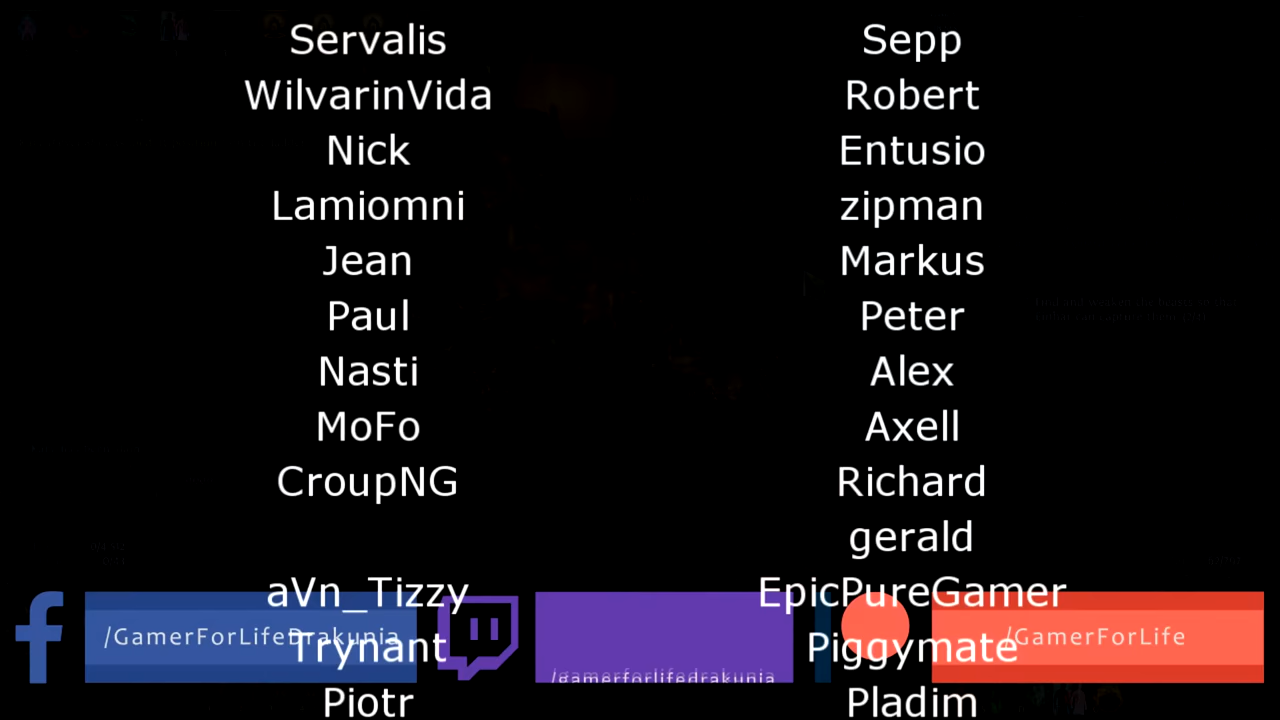 Servalis Sepp
WilvarinVida Robert
Nick Entusio
Lamiomni zipman
Jean Markus
Paul Peter
Nasti Alex
MoFo Axell
CroupNG Richard
gerald
aVn_Tizzy EpicPureGamer
/GamerForLifeDrakunia /GamerForLife
Trynant Piggymate
/gamerforlifedrakunia
Piotr Pladim